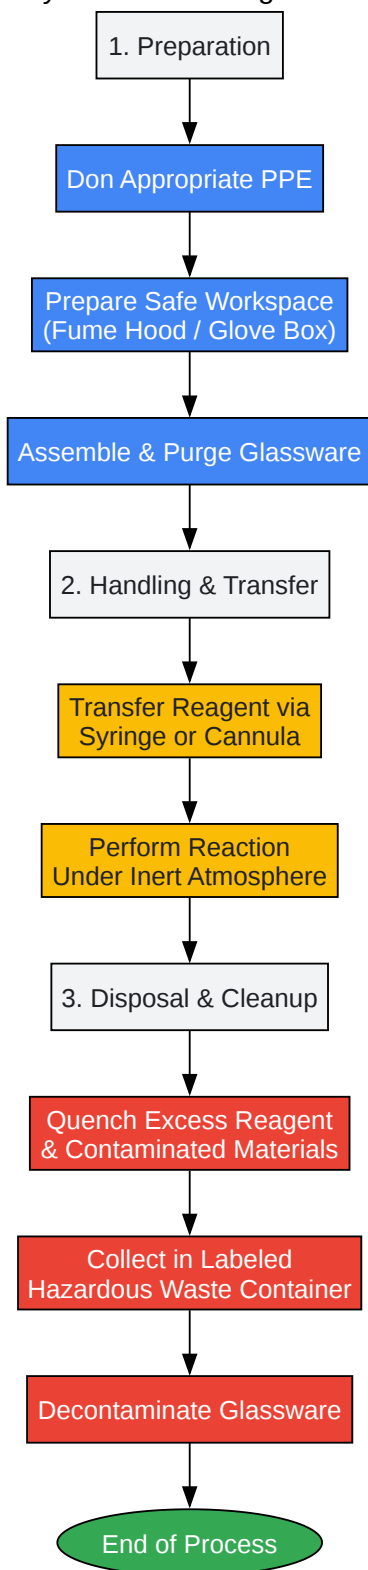 1. Preparation
Don Appropriate PPE
Prepare Safe Workspace
(Fume Hood / Glove Box)
Assemble & Purge Glassware
2. Handling & Transfer
Transfer Reagent via
Syringe or Cannula
Perform Reaction
Under Inert Atmosphere
3. Disposal & Cleanup
Quench Excess Reagent
& Contaminated Materials
Collect in Labeled
Hazardous Waste Container
Decontaminate Glassware
End of Process